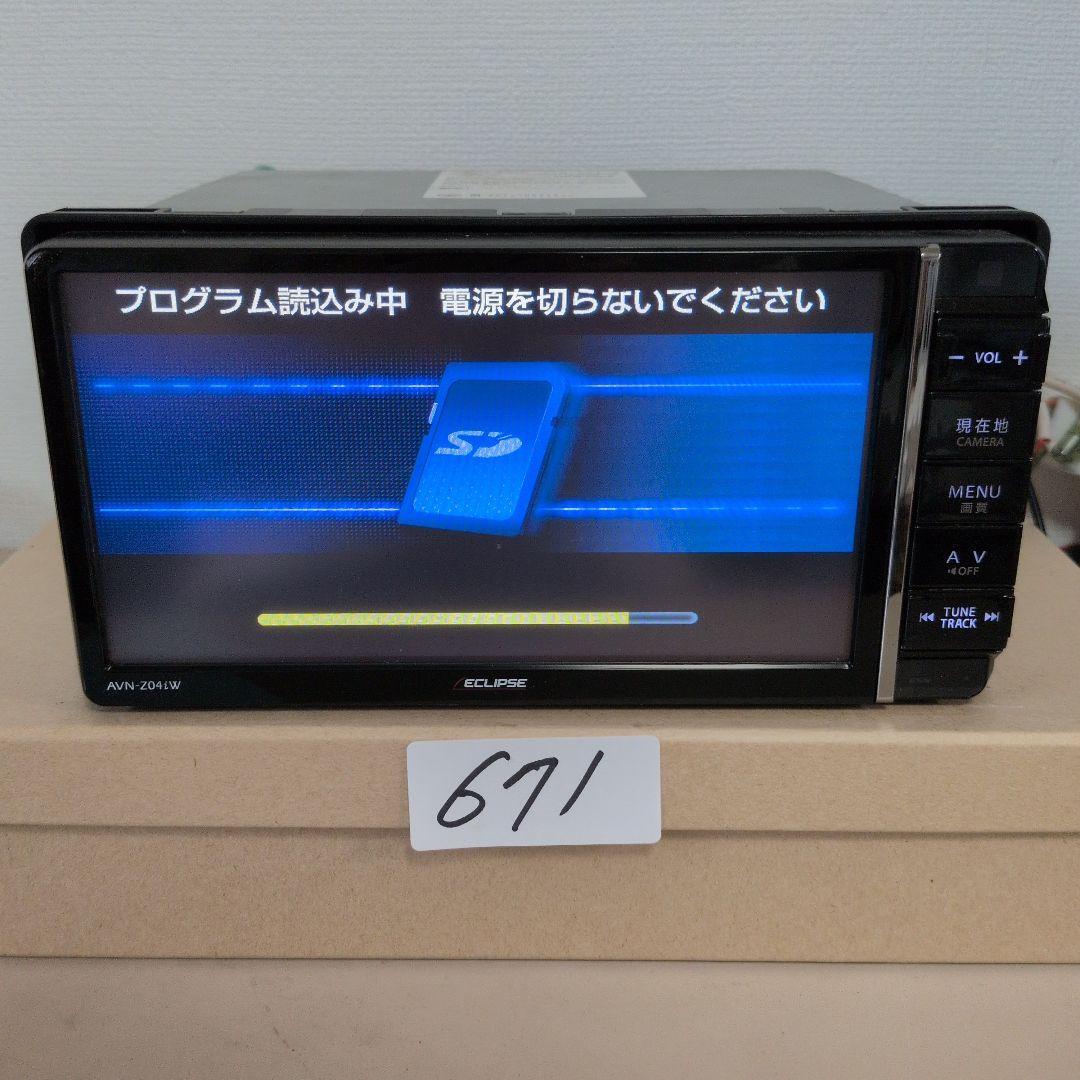 プログラム読込み中 電源を切らないでください
SD
− VOL +
現在地
CAMERA
MENU
画質
A V
OFF
TUNE
TRACK
AVN-Z04iW
ECLIPSE
671